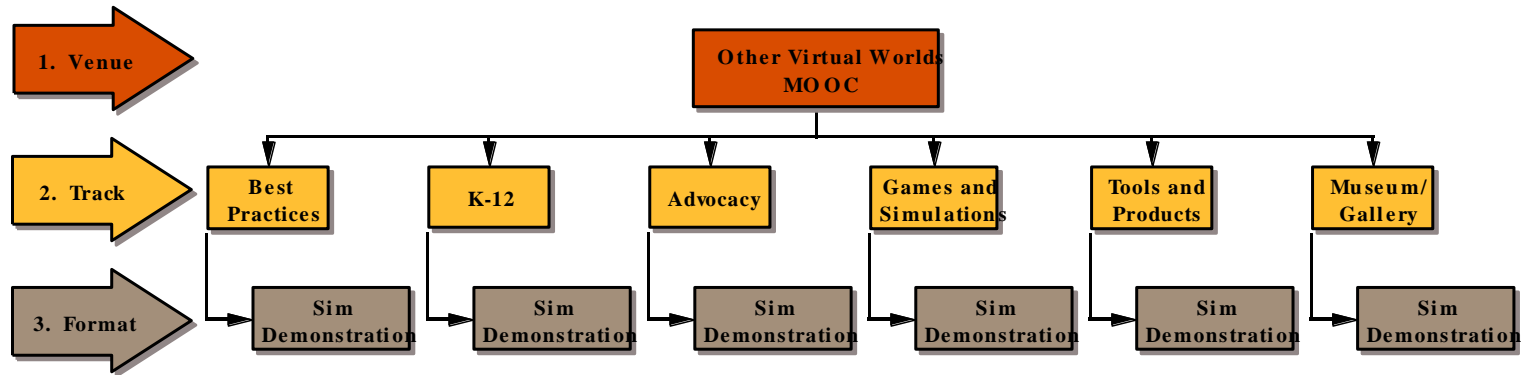 1. Venue
Other Virtual Worlds
MOOC
2. Track
Best
Practices
K-12
Advocacy
Games and
Simulations
Tools and
Products
Museum/
Gallery
3. Format
Sim
Demonstration
Sim
Demonstration
Sim
Demonstration
Sim
Demonstration
Sim
Demonstration
Sim
Demonstration